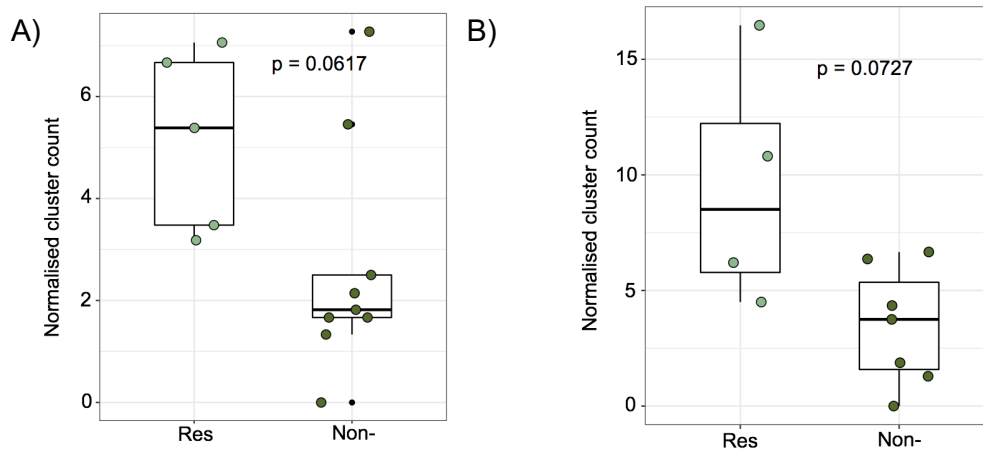 A)
Normalised cluster count
6
4
2
0
p = 0.0617
Res
Non-
B)
Normalised cluster count
15
10
5
0
p = 0.0727
Res
Non-